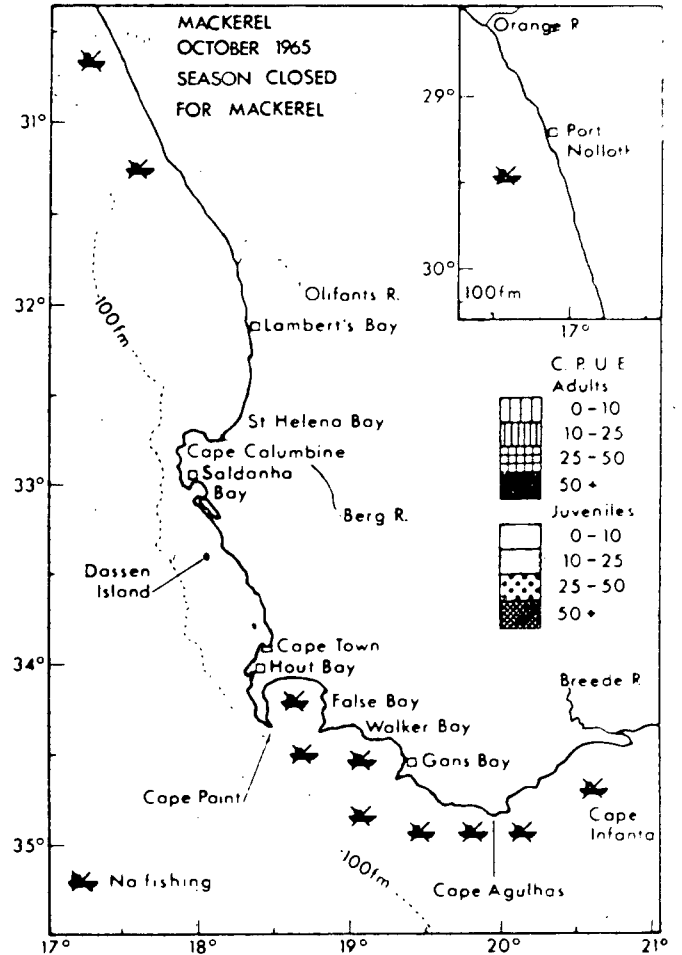 MACKEREL
OCTOBER 1965
SEASON CLOSED
FOR MACKEREL
Orange R
29°
Port
Nolloth
30°
100fm
17°
31°
32°
33°
34°
35°
100fm
Olifants R.
Lambert's Bay
St Helena Bay
Cape Columbine
Saldanha
Bay
Berg R.
Dassen
Island
Cape Town
Hout Bay
False Bay
Walker Bay
Gans Bay
Breede R.
Cape Point
Cape
Infanta
Cape Agulhas
100fm
No fishing
C. P. U. E
Adults
0-10
10-25
25-50
50+
Juveniles
0-10
10-25
25-50
50+
17° 18° 19° 20° 21°